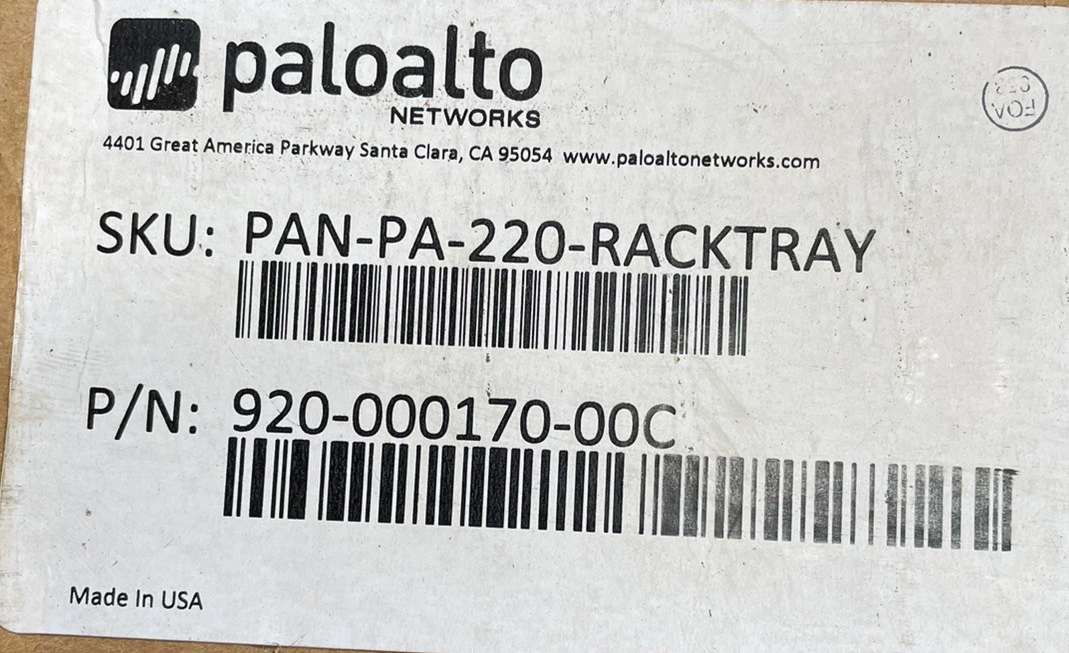 paloalto
NETWORKS
4401 Great America Parkway Santa Clara, CA 95054 www.paloaltonetworks.com
FQA
SKU: PAN-PA-220-RACKTRAY
P/N: 920-000170-00C
Made In USA